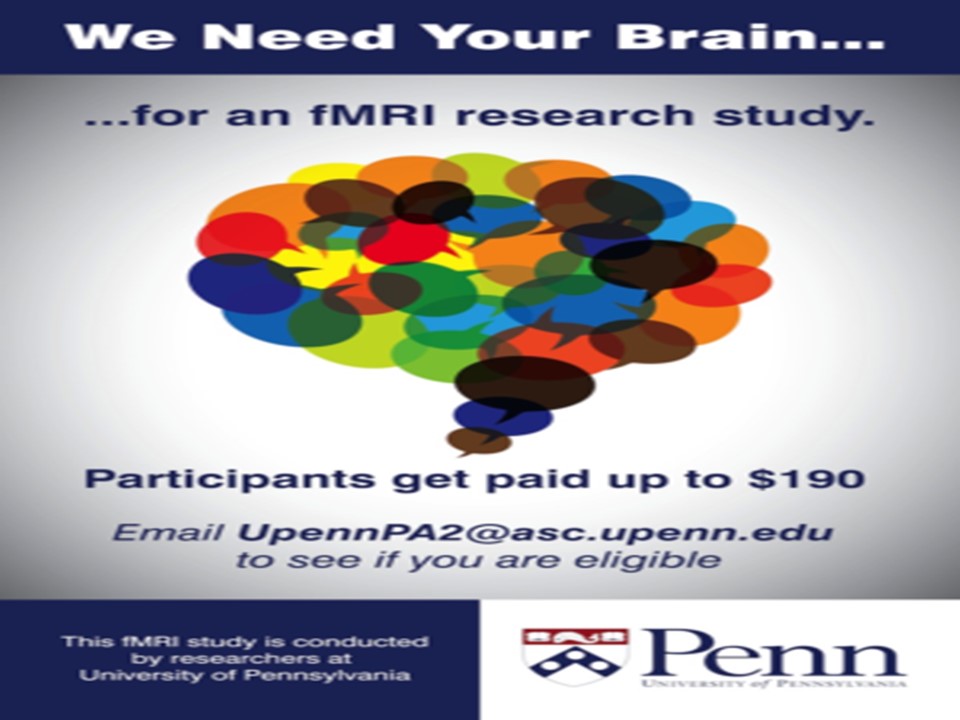 We Need Your Brain...
...for an fMRI research study.
Participants get paid up to $190
Email UpennPA2@asc.upenn.edu
to see if you are eligible
This fMRI study is conducted
by researchers at
University of Pennsylvania
Penn
UNIVERSITY of PENNSYLVANIA